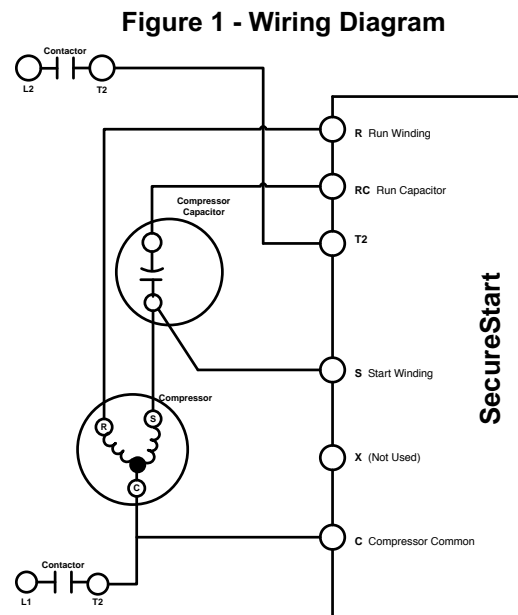 Figure 1 - Wiring Diagram
Contactor
L2
T2
R Run Winding
RC Run Capacitor
Compressor
Capacitor
T2
SecureStart
S Start Winding
Compressor
R
S
X (Not Used)
C
C Compressor Common
Contactor
L1
T2